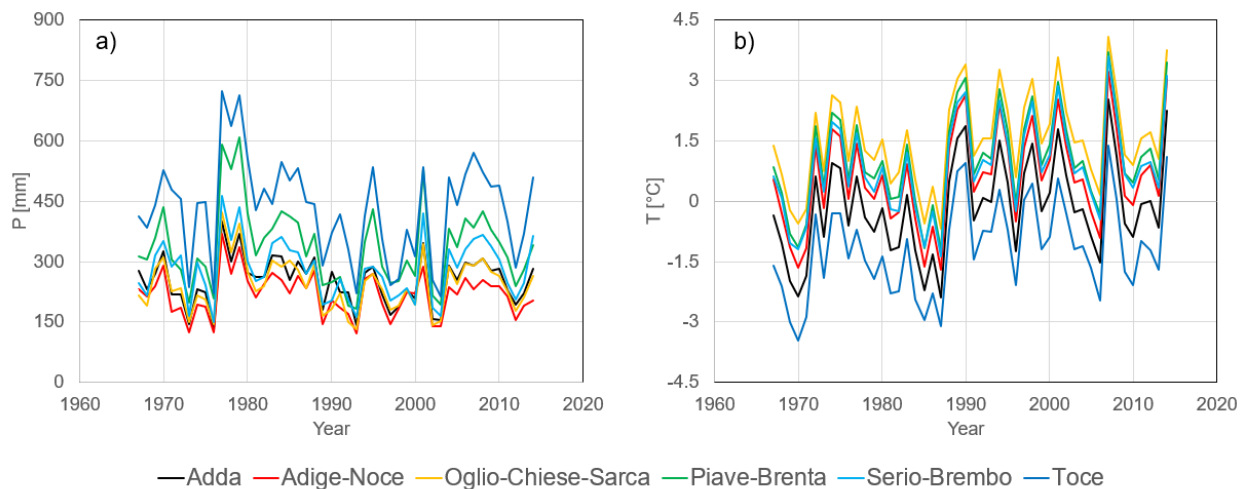 a)
P [mm]
900
750
600
450
300
150
0
1960 1970 1980 1990 2000 2010 2020
Year
b)
T [°C]
4.5
3
1.5
0
-1.5
-3
-4.5
1960 1970 1980 1990 2000 2010 2020
Year
Adda Adige-Noce Oglio-Chiese-Sarca Piave-Brenta Serio-Brembo Toce